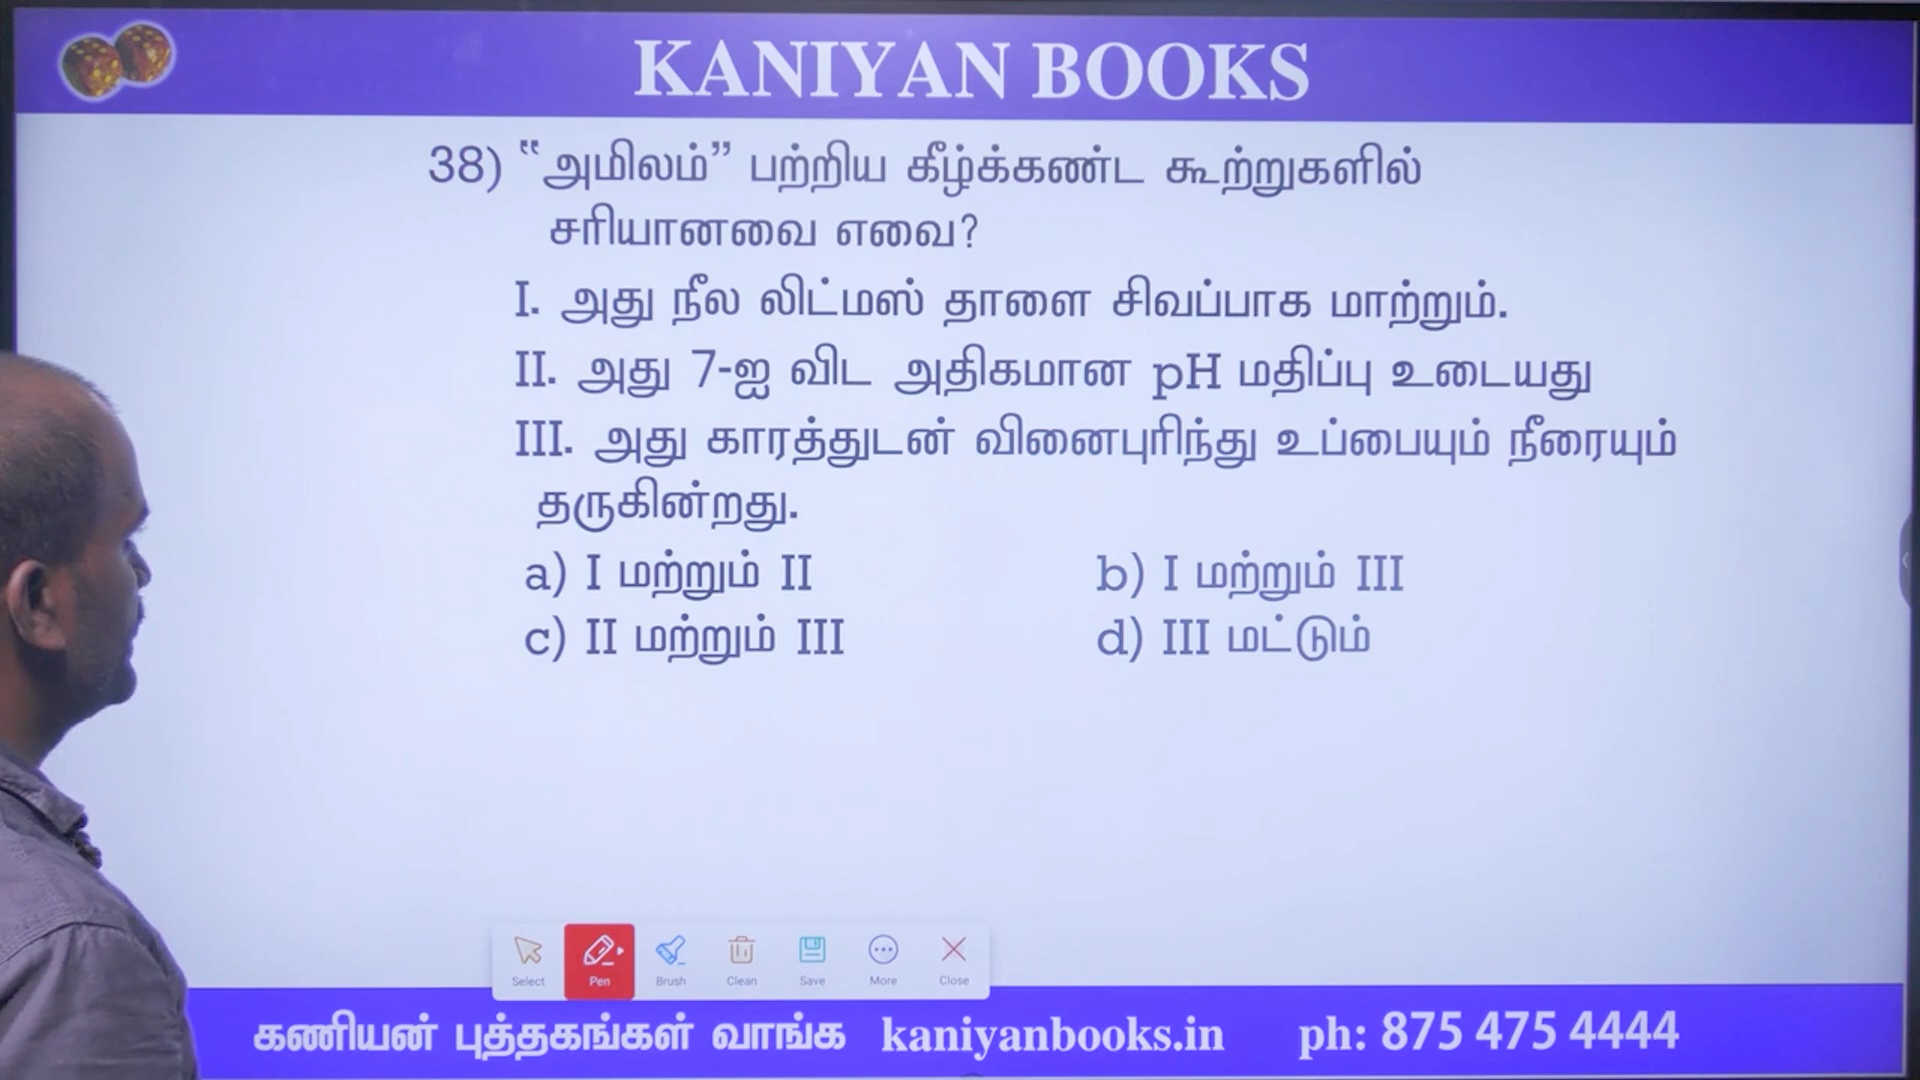 KANIYAN BOOKS
38) “அமிலம்” பற்றிய கீழ்க்கண்ட கூற்றுகளில்
சரியானவை எவை?
I. அது நீல லிட்மஸ் தாளை சிவப்பாக மாற்றும்.
II. அது 7-ஐ விட அதிகமான pH மதிப்பு உடையது
III. அது காரத்துடன் வினைபுரிந்து உப்பையும் நீரையும்
தருகின்றது.
a) I மற்றும் II b) I மற்றும் III
c) II மற்றும் III d) III மட்டும்
Select Pen Brush Clean Save More Close
கணியன் புத்தகங்கள் வாங்க kaniyanbooks.in ph: 875 475 4444